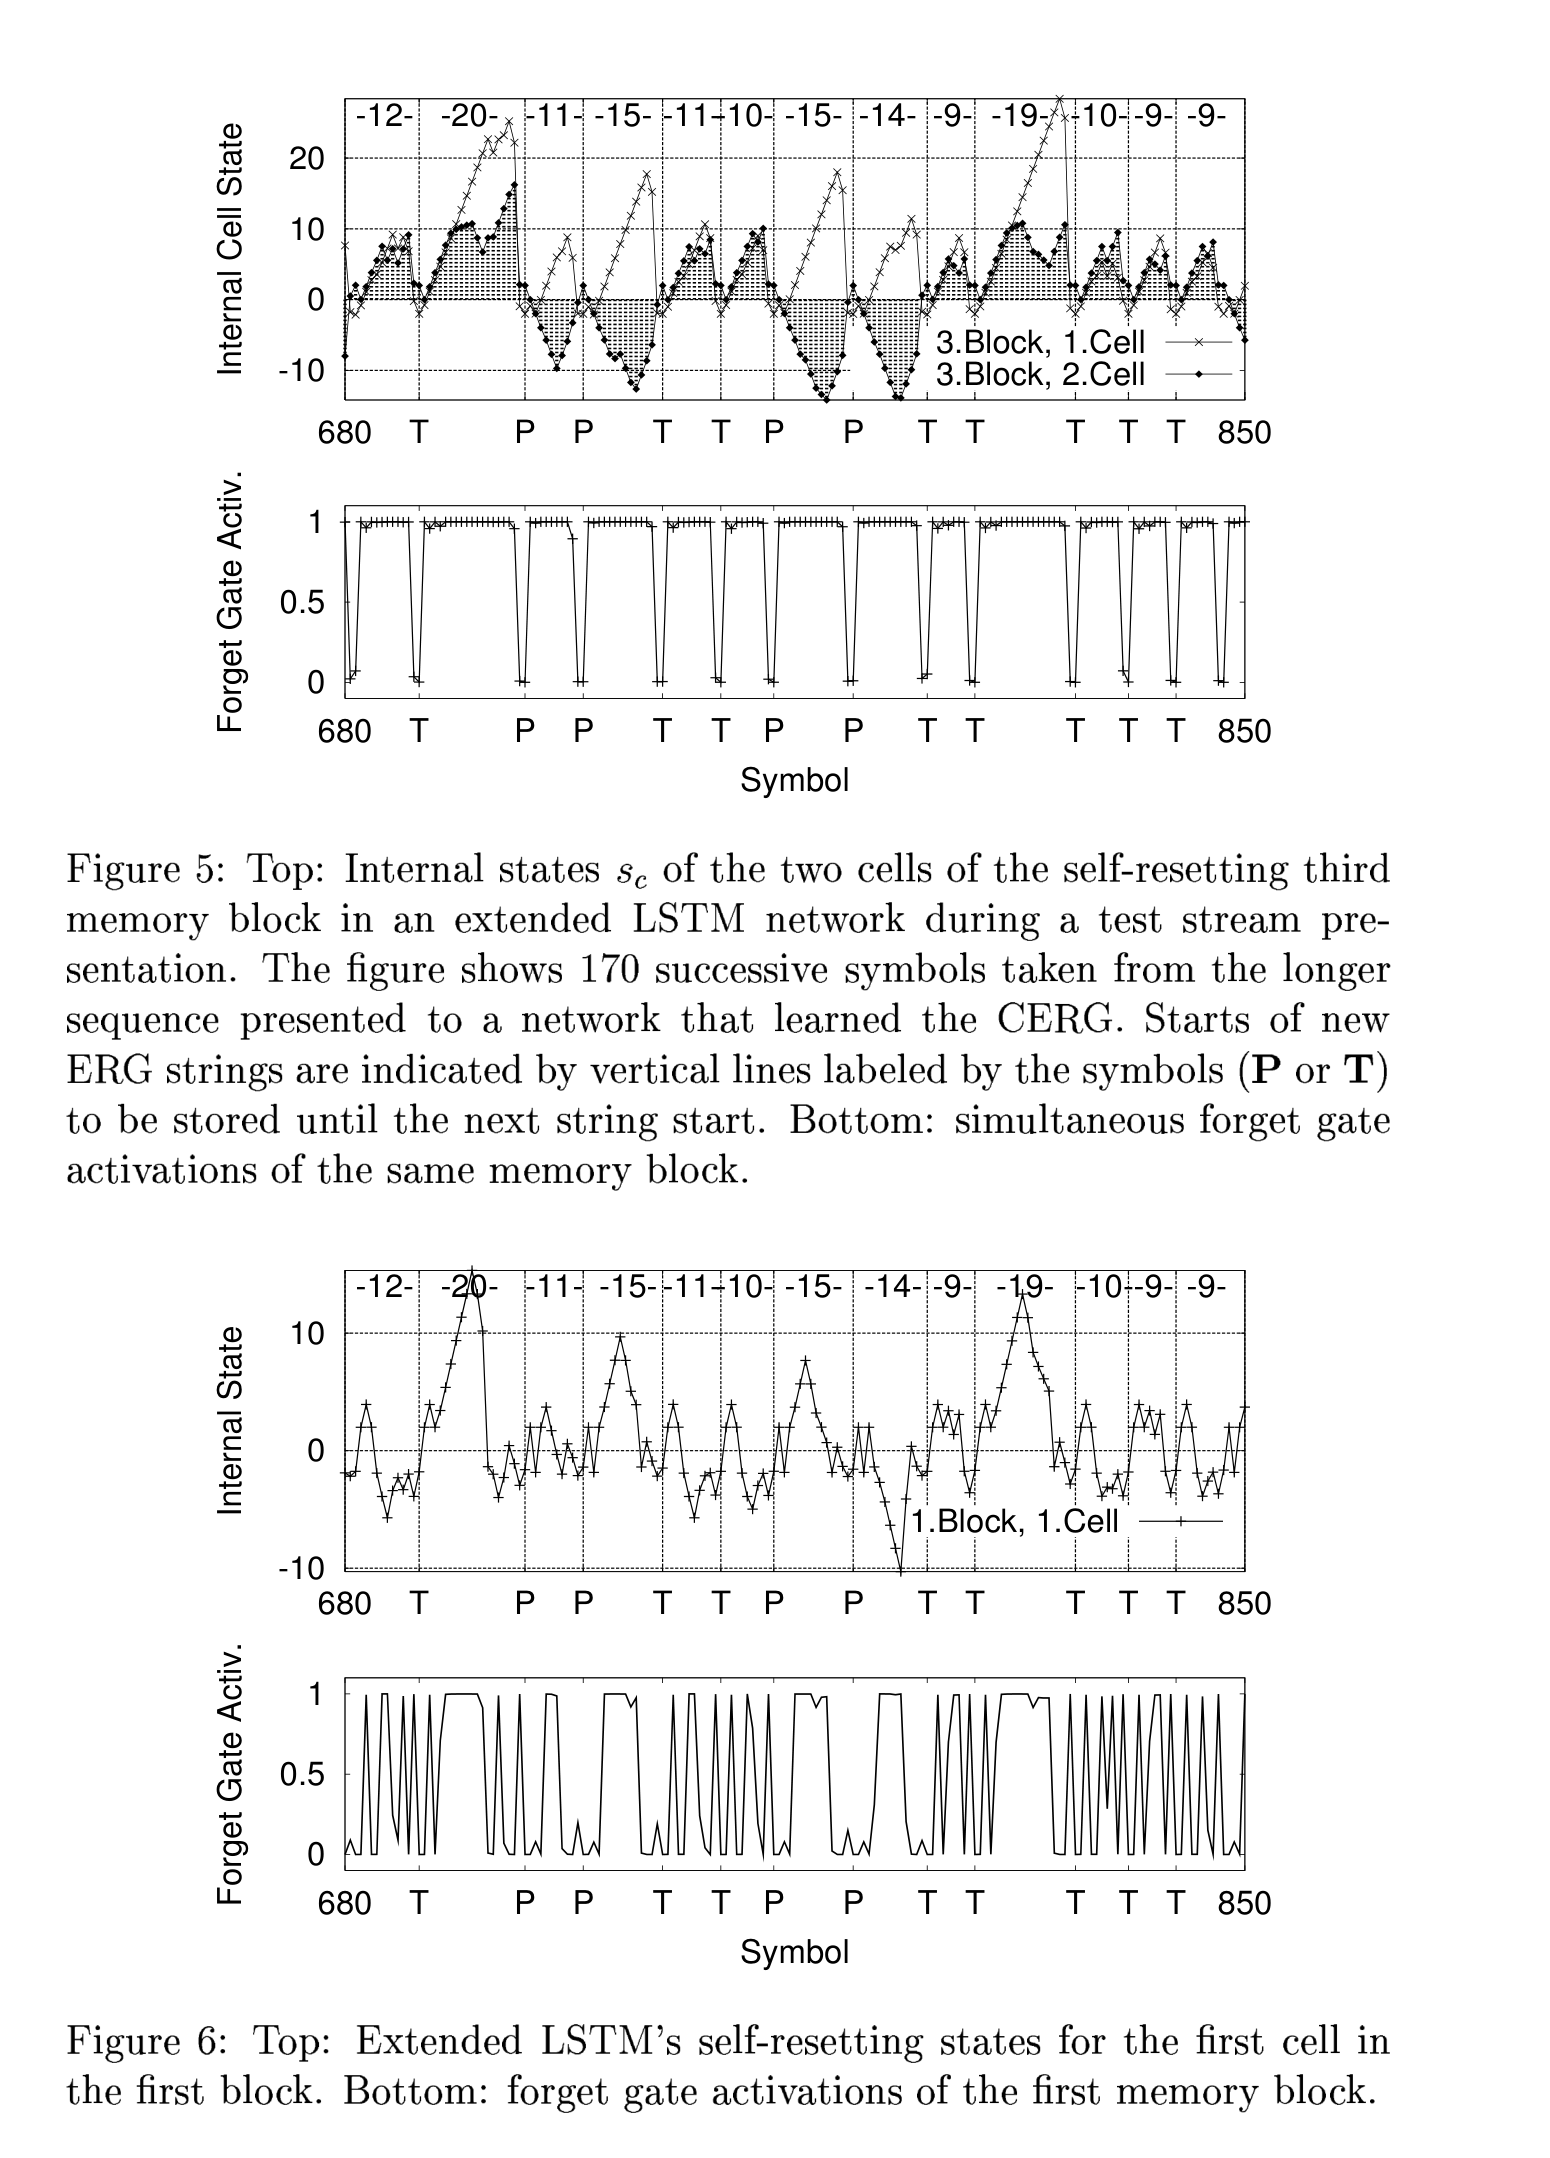 -12- -20- -11- -15- -11- -10- -15- -14- -9- -19- -10- -9- -9-
Internal Cell State
20
10
0
-10
3.Block, 1.Cell
3.Block, 2.Cell
680 T P P T T P P T T T T T 850
Forget Gate Activ.
1
0.5
0
680 T P P T T P P T T T T T 850
Symbol
Figure 5: Top: Internal states s_c of the two cells of the self-resetting third
memory block in an extended LSTM network during a test stream pre-
sentation. The figure shows 170 successive symbols taken from the longer
sequence presented to a network that learned the CERG. Starts of new
ERG strings are indicated by vertical lines labeled by the symbols (P or T)
to be stored until the next string start. Bottom: simultaneous forget gate
activations of the same memory block.
-12- -20- -11- -15- -11- -10- -15- -14- -9- -19- -10- -9- -9-
Internal State
10
0
-10
1.Block, 1.Cell
680 T P P T T P P T T T T T 850
Forget Gate Activ.
1
0.5
0
680 T P P T T P P T T T T T 850
Symbol
Figure 6: Top: Extended LSTM's self-resetting states for the first cell in
the first block. Bottom: forget gate activations of the first memory block.